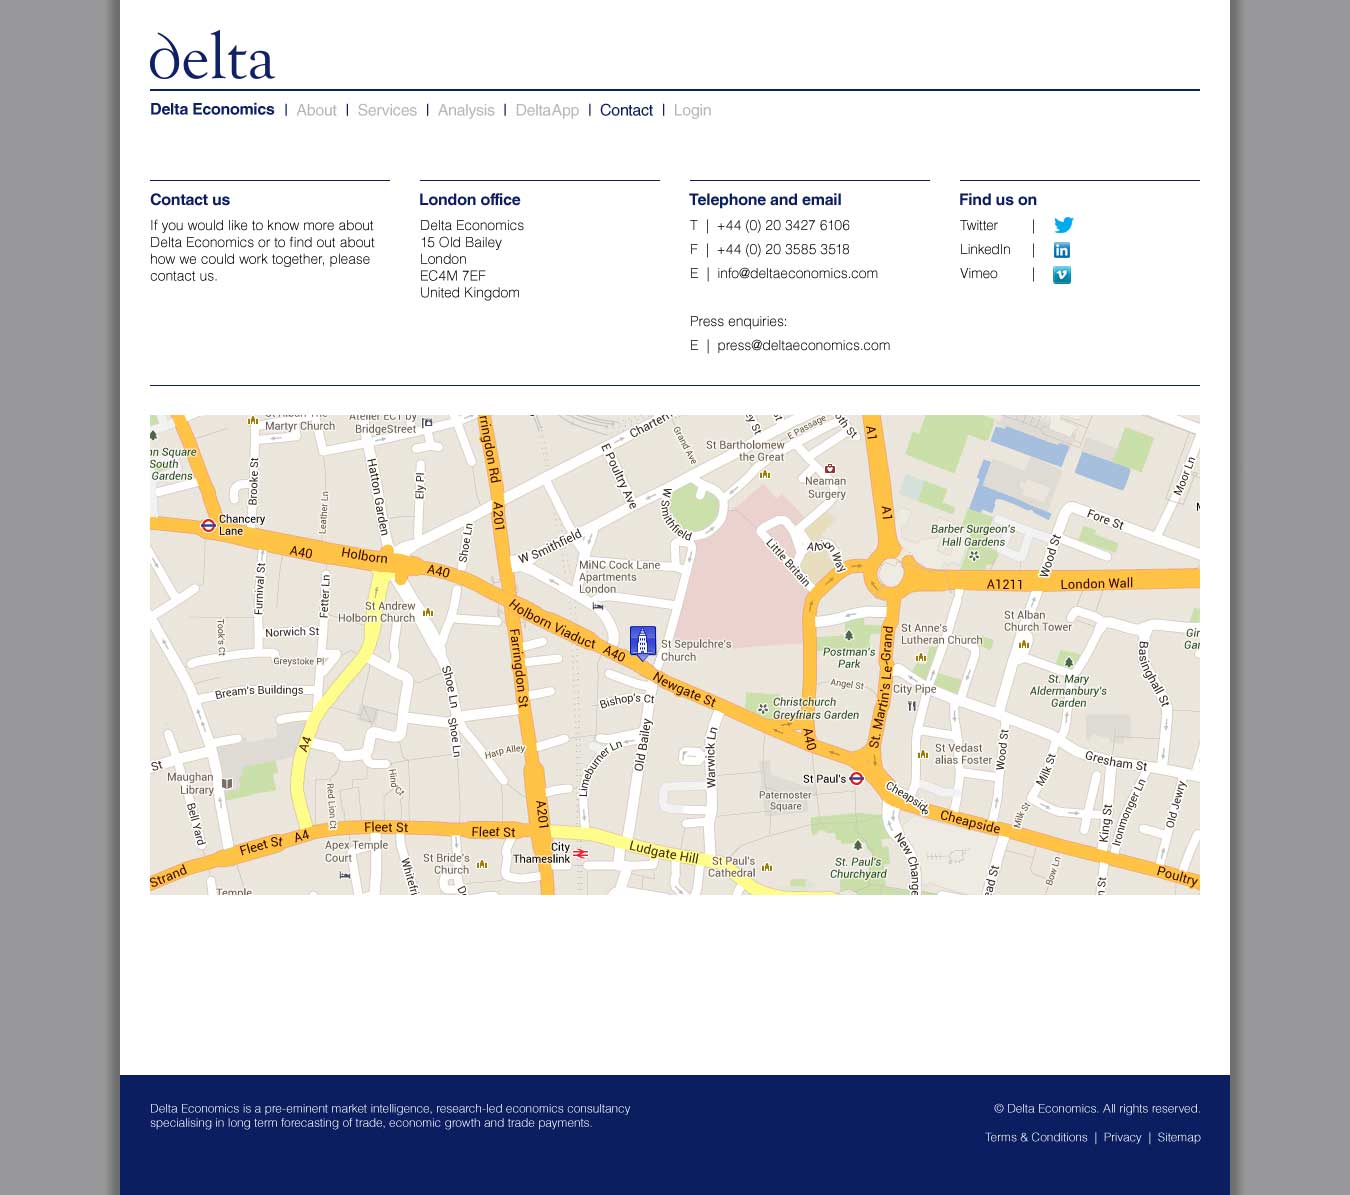 delta
Delta Economics | About | Services | Analysis | DeltaApp | Contact | Login
Contact us
If you would like to know more about
Delta Economics or to find out about
how we could work together, please
contact us.
London office
Delta Economics
15 Old Bailey
London
EC4M 7EF
United Kingdom
Telephone and email
T | +44 (0) 20 3427 6106
F | +44 (0) 20 3585 3518
E | info@deltaeconomics.com
Press enquiries:
E | press@deltaeconomics.com
Find us on
Twitter |
LinkedIn | in
Vimeo | v
Martyr Church
Atelier EC1 by
BridgeStreet
Farringdon Rd
Charterh
Grand Ave
St Bartholomew
the Great
E Passage
A1
n Square
South
Gardens
Brooke St
Hatton Garden
Ely Pl
E Poultry Ave
W Smithfield
Neaman
Surgery
Moor Ln
Chancery
Lane
Leather Ln
A201
Shoe Ln
W Smithfield
A1
Barber Surgeon's
Hall Gardens
Fore St
Wood St
A40
Holborn
A40
MiNC Cock Lane
Apartments
London
Little Britain
A1211
London Wall
Furnival St
Fetter Ln
St Andrew
Holborn Church
Holborn Viaduct
A40
St Sepulchre's
Church
St Anne's
Lutheran Church
St Alban
Church Tower
Took's Ct
Norwich St
Greystoke Pl
Farringdon St
Postman's
Park
St. Martin's Le-Grand
Basinghall St
Bream's Buildings
Shoe Ln
Bishop's Ct
Newgate St
Angel St
City Pipe
St. Mary
Aldermanbury's
Garden
Christchurch
Greyfriars Garden
A4
Shoe Ln
Harp Alley
Limeburner Ln
Old Bailey
Warwick Ln
A40
St Vedast
alias Foster
Wood St
Gresham St
St
Maughan
Library
Hind Ct
St Paul's
Milk St
Bell Yard
Red Lion Ct
A201
Paternoster
Square
Cheapside
Cheapside
Milk St
King St
Ironmonger Ln
Old Jewry
Fleet St
A4
Fleet St
Fleet St
City
Thameslink
Ludgate Hill
New Change
Apex Temple
Court
St Bride's
Church
St Paul's
Cathedral
St. Paul's
Churchyard
Bow Ln
Poultry
Strand
Temple
Whitefri
ead St
Delta Economics is a pre-eminent market intelligence, research-led economics consultancy
specialising in long term forecasting of trade, economic growth and trade payments.
© Delta Economics. All rights reserved.
Terms & Conditions | Privacy | Sitemap